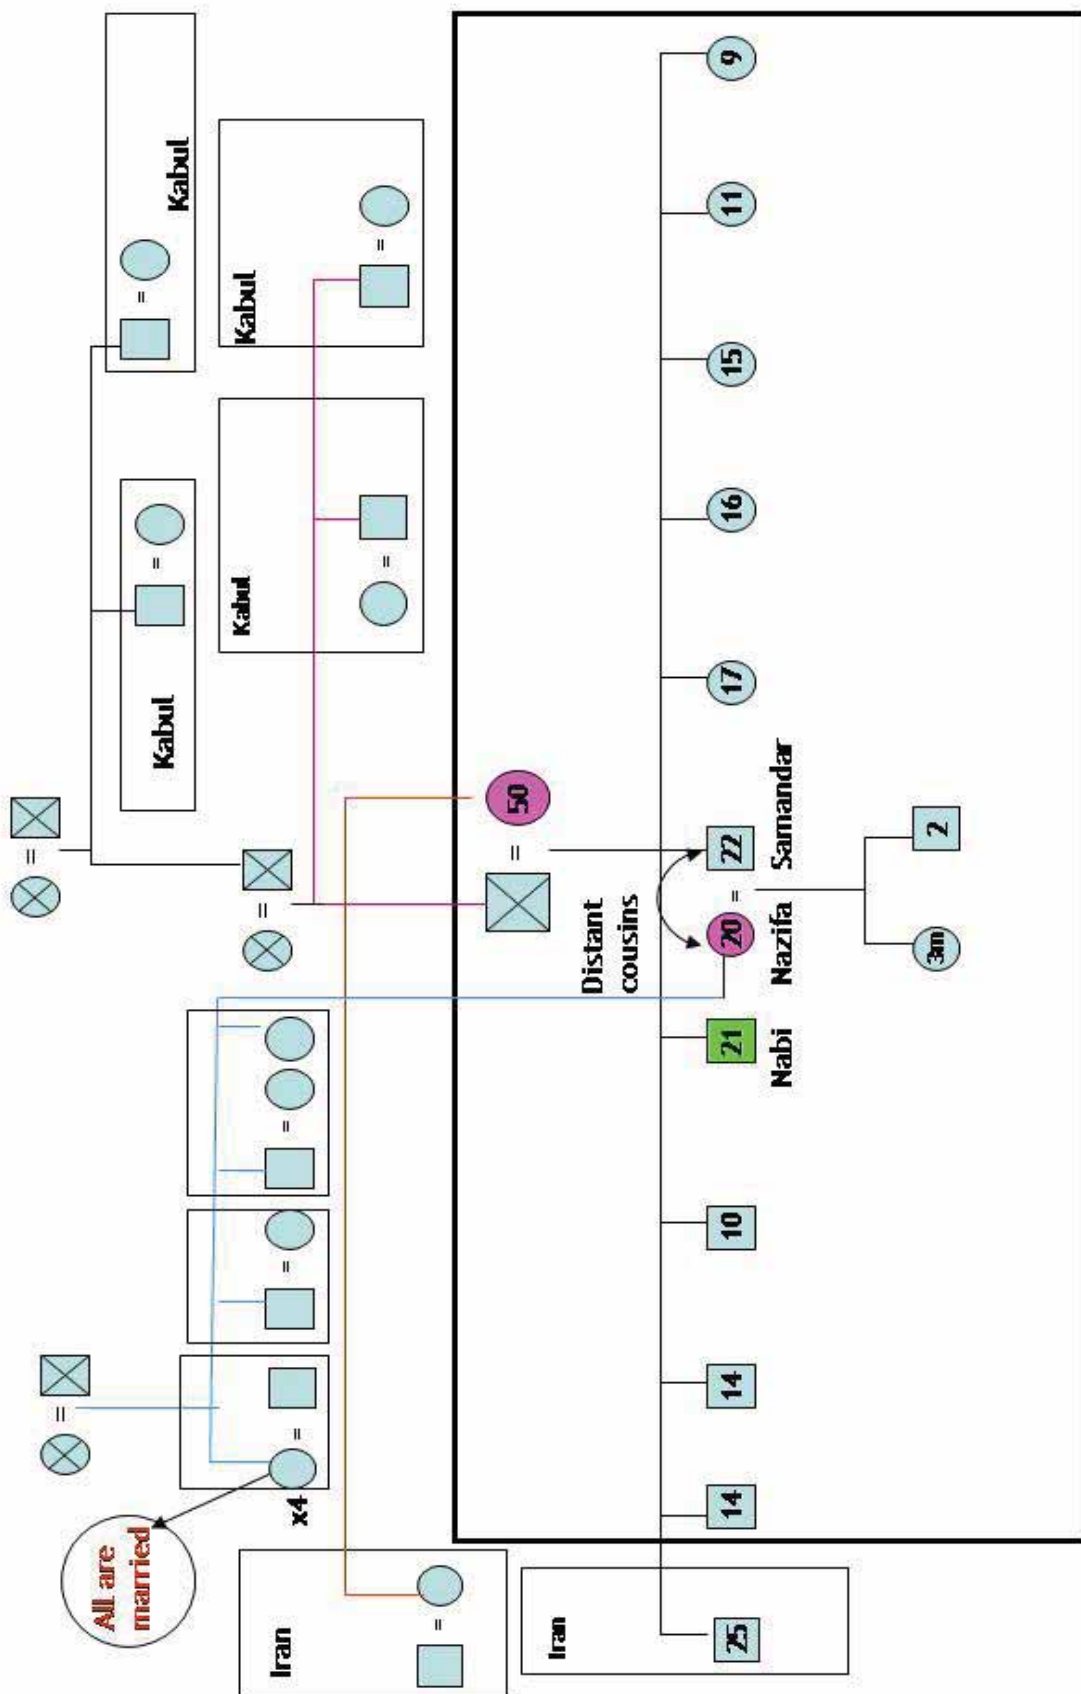 All are
married
x4
Kabul
Kabul
Kabul
Kabul
Iran
Iran
50
Distant
cousins
25
14
14
10
21
20
22
17
16
15
11
9
Nabi
Nazifa
Samandar
3m
2
=
=
=
=
=
=
=
=
=
=
=
=
=